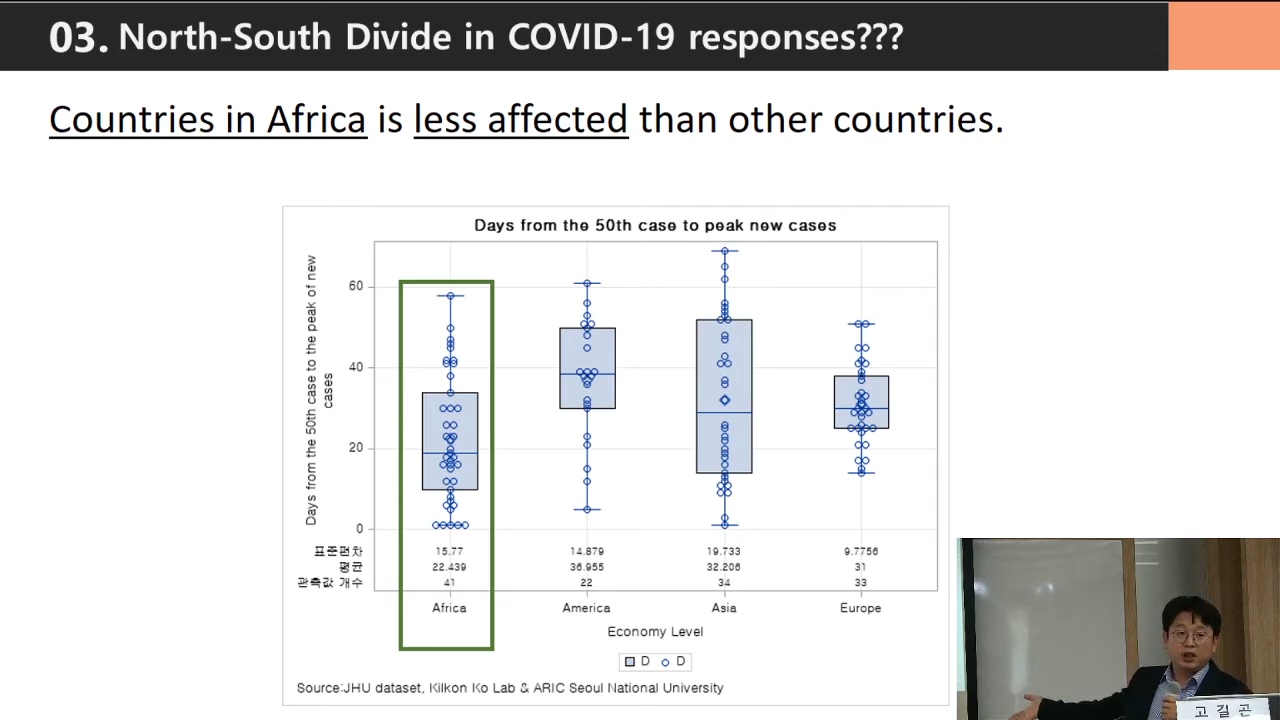 03. North-South Divide in COVID-19 responses???
Countries in Africa is less affected than other countries.
Days from the 50th case to peak new cases
Days from the 50th case to the peak of new
cases
60
40
20
0
표준편차 15.77 14.879 19.733 9.7756
평균 22.439 36.955 32.206 31
관측값 개수 41 22 34 33
Africa America Asia Europe
Economy Level
D D
Source:JHU dataset, Kilkon Ko Lab & ARIC Seoul National University
고 길 곤